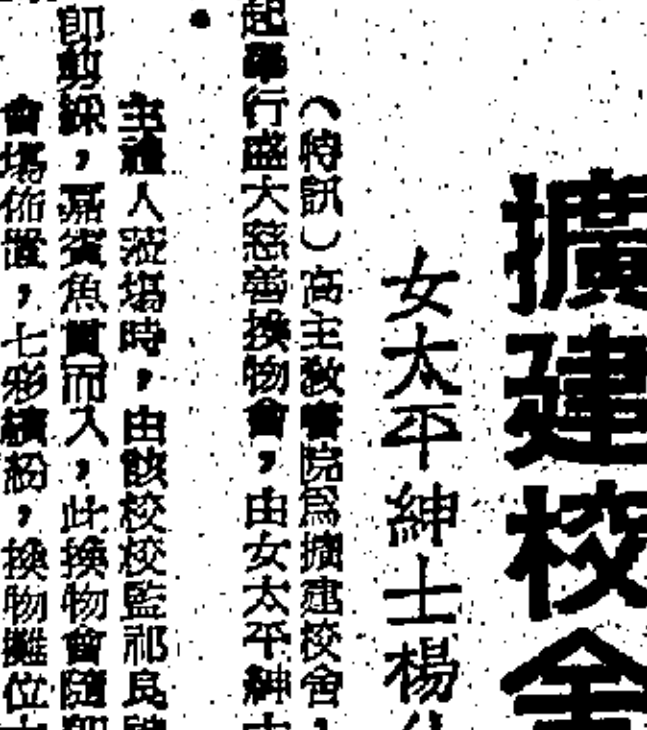 擴建校舍
女太平紳士楊
（特訊）高主教書院為擴建校舍，
起舉行盛大慈善換物會，由女太平紳士
。
主禮人蒞塲時，由該校校監祁良
即剪綵，嘉賓魚貫而入，此換物會隨即
會塲佈置，七彩繽紛，換物攤位